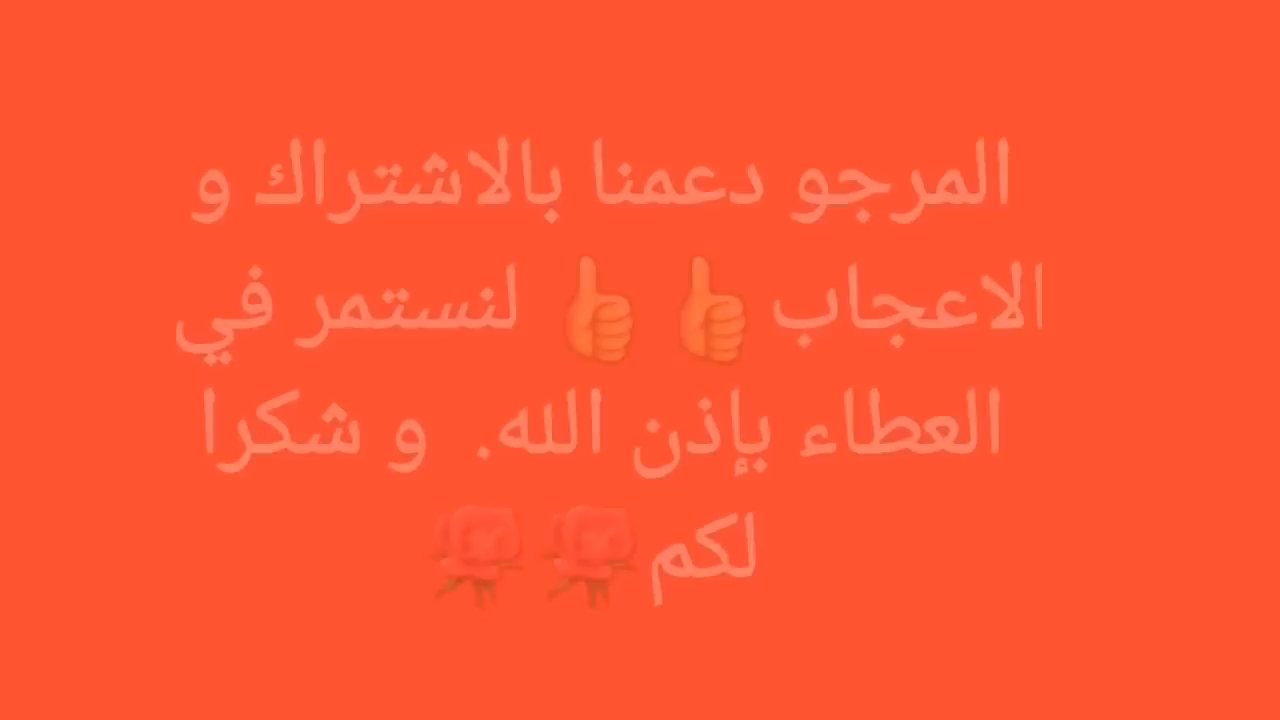 المرجو دعمنا بالاشتراك و
الاعجاب👍👍 لنستمر في
العطاء بإذن الله. و شكرا
لكم🌹🌹